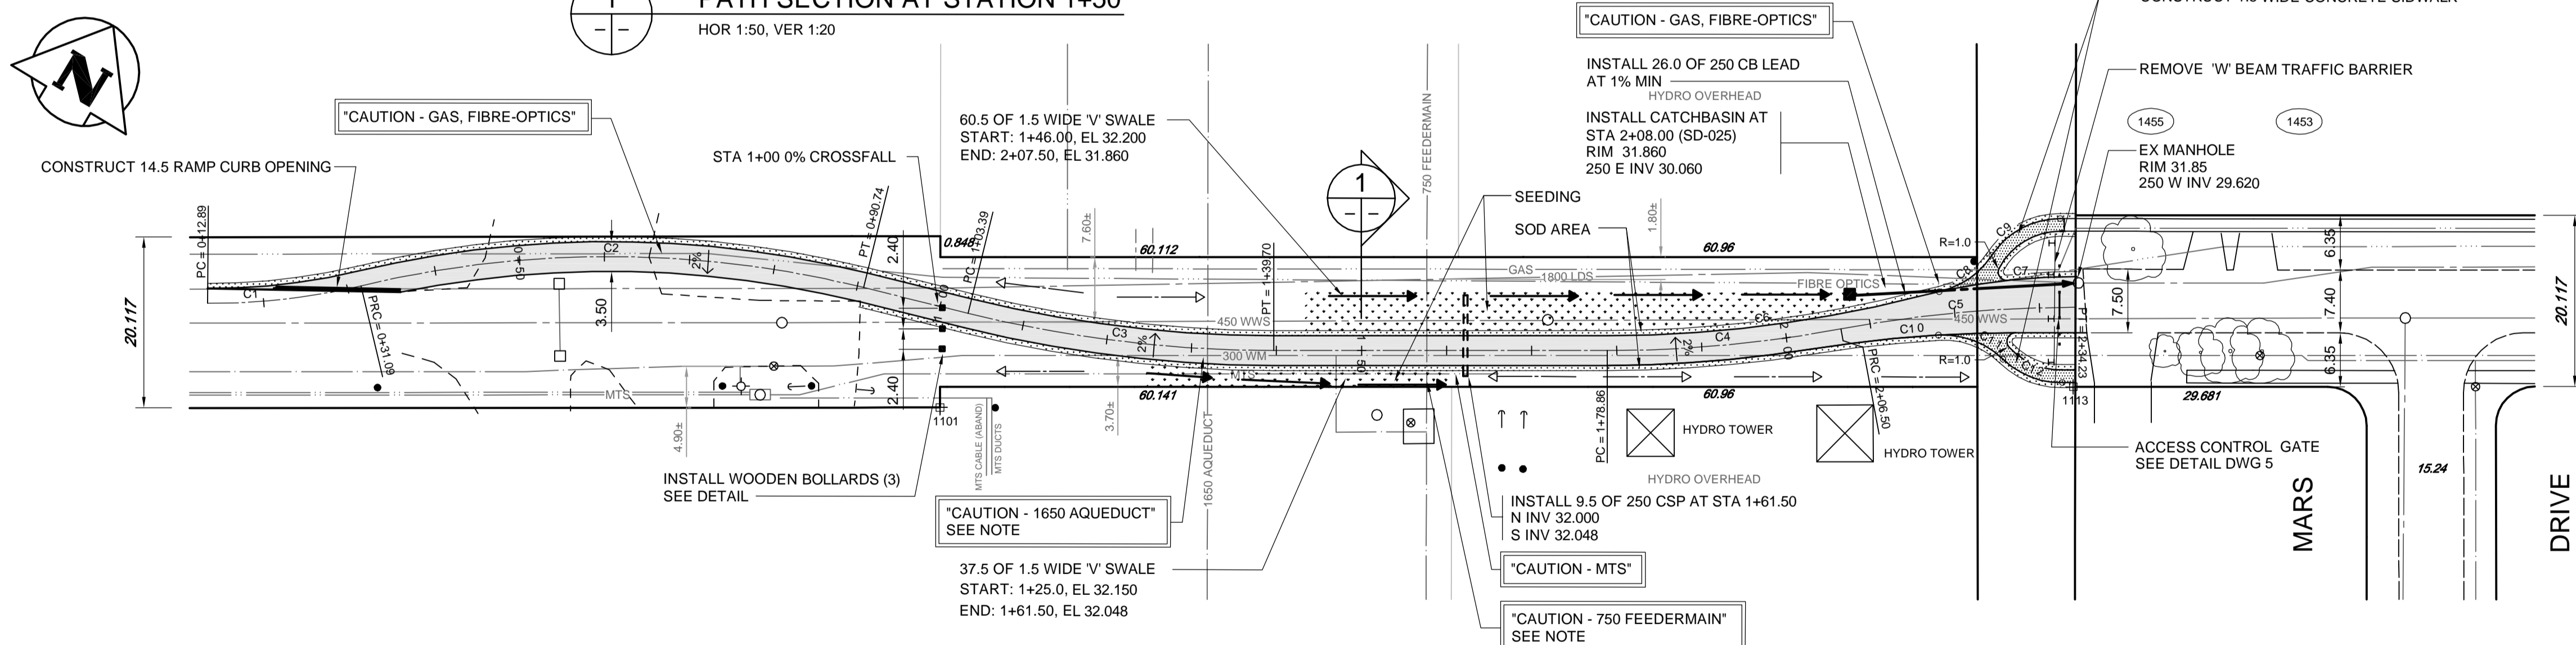 1
PATH SECTION AT STATION 1+50
HOR 1:50, VER 1:20
N
"CAUTION - GAS, FIBRE-OPTICS"
CONSTRUCT 14.5 RAMP CURB OPENING
STA 1+00 0% CROSSFALL
60.5 OF 1.5 WIDE 'V' SWALE
START: 1+46.00, EL 32.200
END: 2+07.50, EL 31.860
750 FEEDERMAIN
1
SEEDING
SOD AREA
"CAUTION - GAS, FIBRE-OPTICS"
INSTALL 26.0 OF 250 CB LEAD
AT 1% MIN
HYDRO OVERHEAD
INSTALL CATCHBASIN AT
STA 2+08.00 (SD-025)
RIM 31.860
250 E INV 30.060
REMOVE 'W' BEAM TRAFFIC BARRIER
1455
1453
EX MANHOLE
RIM 31.85
250 W INV 29.620
PC = 0+12.89
PT = 0+90.74
PC = 1+03.39
PT = 1+3970
7.60±
1.80±
2.40
0.848
60.112
60.96
R=1.0
C9
C8
C7
6.35
20.117
C1
C2
0+50
2%
3.50
PRC = 0+31.09
GAS
1800 LDS
FIBRE OPTICS
450 WWS
C3
2%
300 WM
MTS
C6
C4
2%
C5
C10
450 WWS
7.50
7.40
20.117
R=1.0
C12
6.35
PT = 2+34.23
PRC = 2+06.50
PC = 1+78.86
MTS
4.90±
2.40
1101
60.141
3.70±
60.96
1113
29.681
MTS CABLE (ABAND)
MTS DUCTS
1650 AQUEDUCT
HYDRO TOWER
HYDRO TOWER
HYDRO OVERHEAD
ACCESS CONTROL GATE
SEE DETAIL DWG 5
15.24
MARS
DRIVE
INSTALL WOODEN BOLLARDS (3)
SEE DETAIL
"CAUTION - 1650 AQUEDUCT"
SEE NOTE
INSTALL 9.5 OF 250 CSP AT STA 1+61.50
N INV 32.000
S INV 32.048
37.5 OF 1.5 WIDE 'V' SWALE
START: 1+25.0, EL 32.150
END: 1+61.50, EL 32.048
"CAUTION - MTS"
"CAUTION - 750 FEEDERMAIN"
SEE NOTE